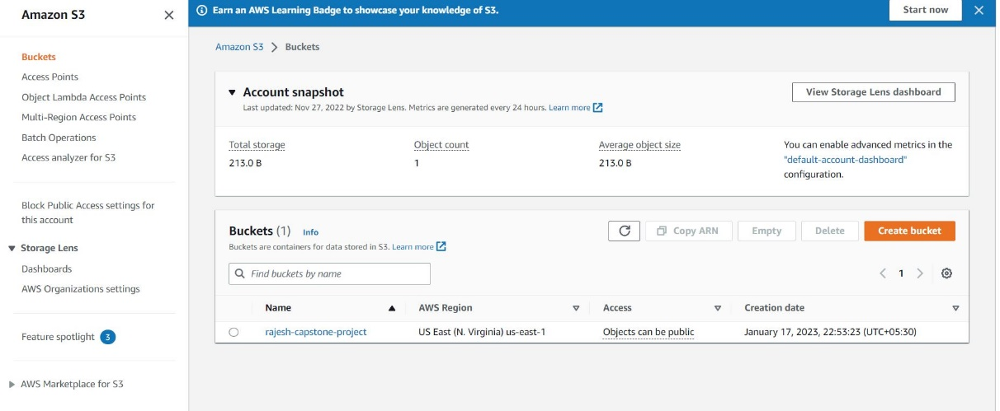 Amazon S3
Earn an AWS Learning Badge to showcase your knowledge of S3.
Start now
Buckets
Access Points
Object Lambda Access Points
Multi-Region Access Points
Batch Operations
Access analyzer for S3
Block Public Access settings for
this account
Storage Lens
Dashboards
AWS Organizations settings
Feature spotlight 3
AWS Marketplace for S3
Amazon S3 > Buckets
Account snapshot
Last updated: Nov 27, 2022 by Storage Lens. Metrics are generated every 24 hours. Learn more
View Storage Lens dashboard
Total storage
213.0 B
Object count
1
Average object size
213.0 B
You can enable advanced metrics in the
"default-account-dashboard"
configuration.
Buckets (1) Info
Buckets are containers for data stored in S3. Learn more
Copy ARN
Empty
Delete
Create bucket
Find buckets by name
1
Name AWS Region Access Creation date
rajesh-capstone-project US East (N. Virginia) us-east-1 Objects can be public January 17, 2023, 22:53:23 (UTC+05:30)